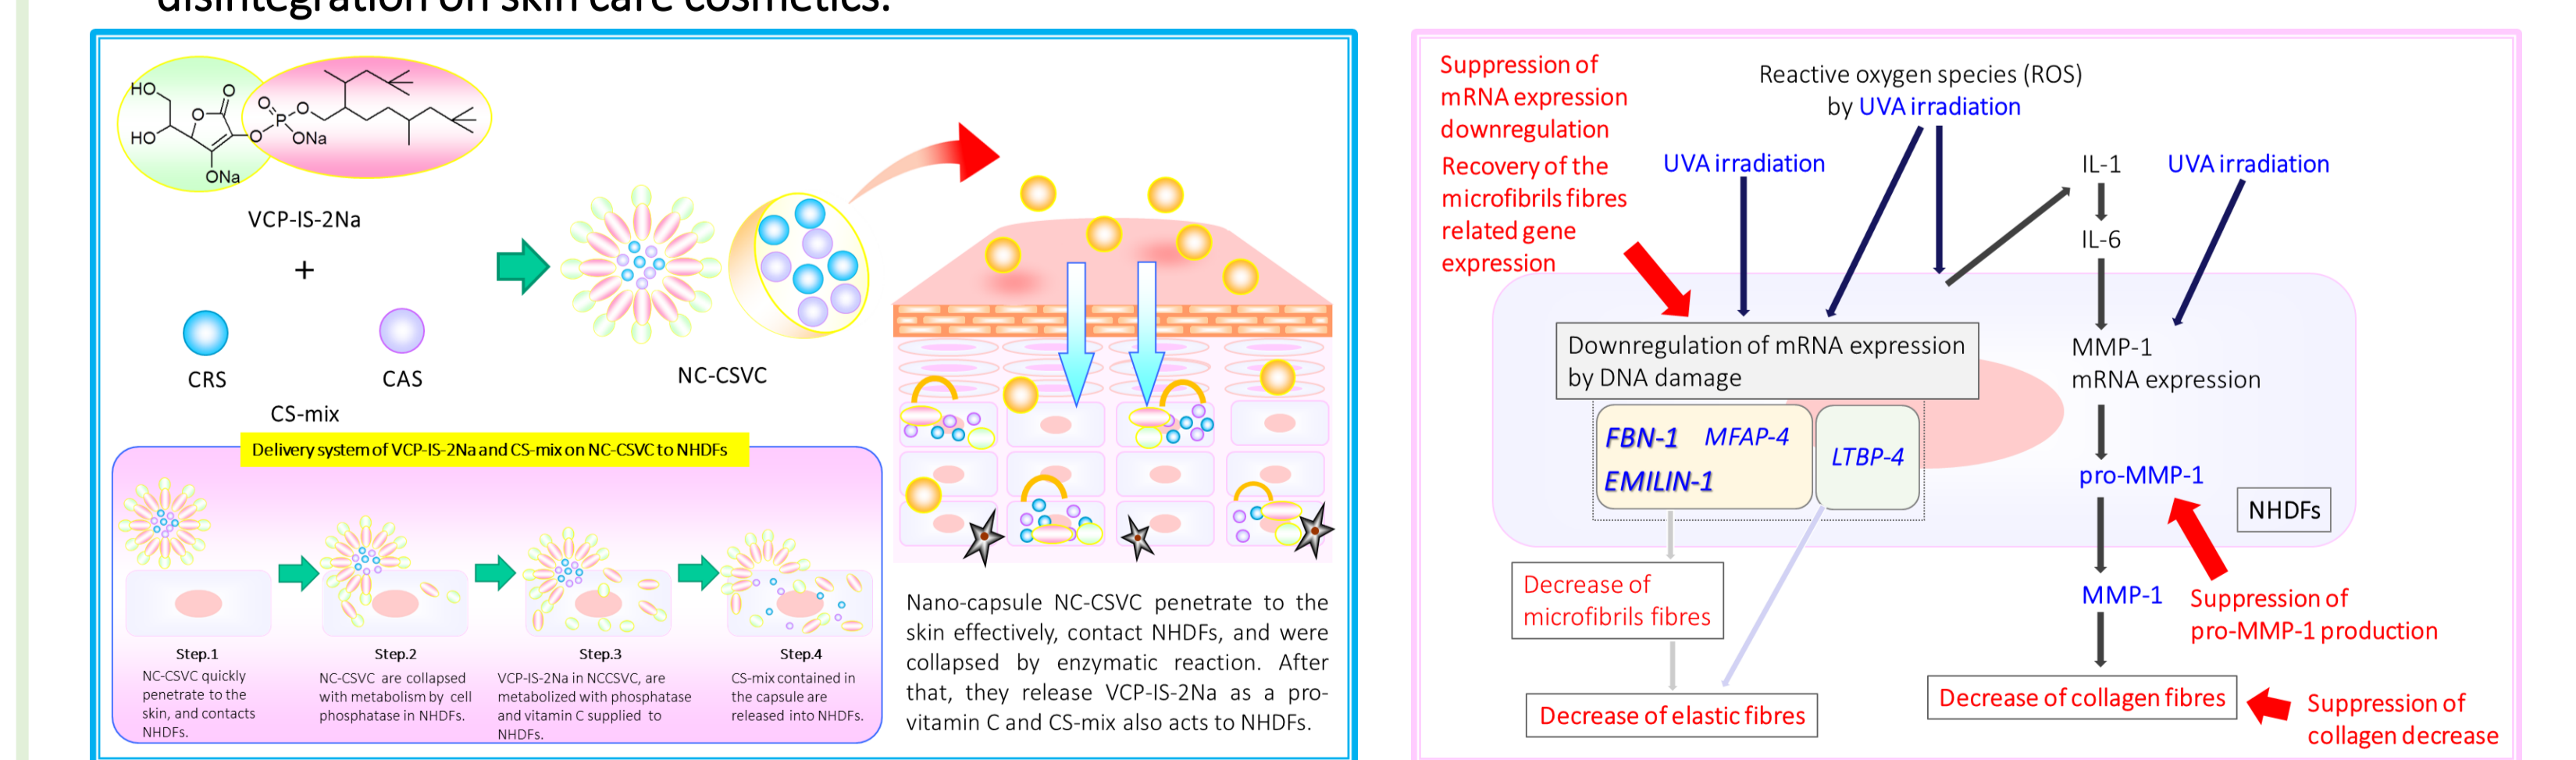 disintegration on skin care cosmetics.
HO
HO
O
O
O
ONa
O
P
O
ONa
VCP-IS-2Na
+
CRS
CAS
CS-mix
NC-CSVC
Delivery system of VCP-IS-2Na and CS-mix on NC-CSVC to NHDFs
Step.1
NC-CSVC quickly
penetrate to the
skin, and contacts
NHDFs.
Step.2
NC-CSVC are collapsed
with metabolism by cell
phosphatase in NHDFs.
Step.3
VCP-IS-2Na in NCCSVC, are
metabolized with phosphatase
and vitamin C supplied to
NHDFs.
Step.4
CS-mix contained in
the capsule are
released into NHDFs.
Nano-capsule NC-CSVC penetrate to the
skin effectively, contact NHDFs, and were
collapsed by enzymatic reaction. After
that, they release VCP-IS-2Na as a pro-
vitamin C and CS-mix also acts to NHDFs.
Suppression of
mRNA expression
downregulation
Recovery of the
microfibrils fibres
related gene
expression
Reactive oxygen species (ROS)
by UVA irradiation
UVA irradiation
IL-1
UVA irradiation
IL-6
Downregulation of mRNA expression
by DNA damage
MMP-1
mRNA expression
FBN-1 MFAP-4
EMILIN-1
LTBP-4
pro-MMP-1
NHDFs
Decrease of
microfibrils fibres
MMP-1
Suppression of
pro-MMP-1 production
Decrease of elastic fibres
Decrease of collagen fibres
Suppression of
collagen decrease